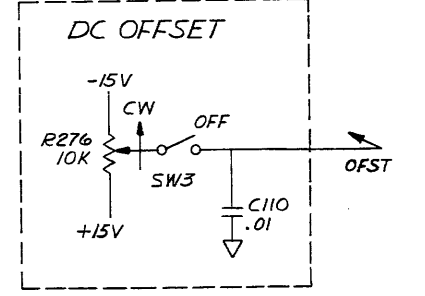 DC OFFSET
-15V
CW
OFF
R276
10K
SW3
OFST
C110
.01
+15V